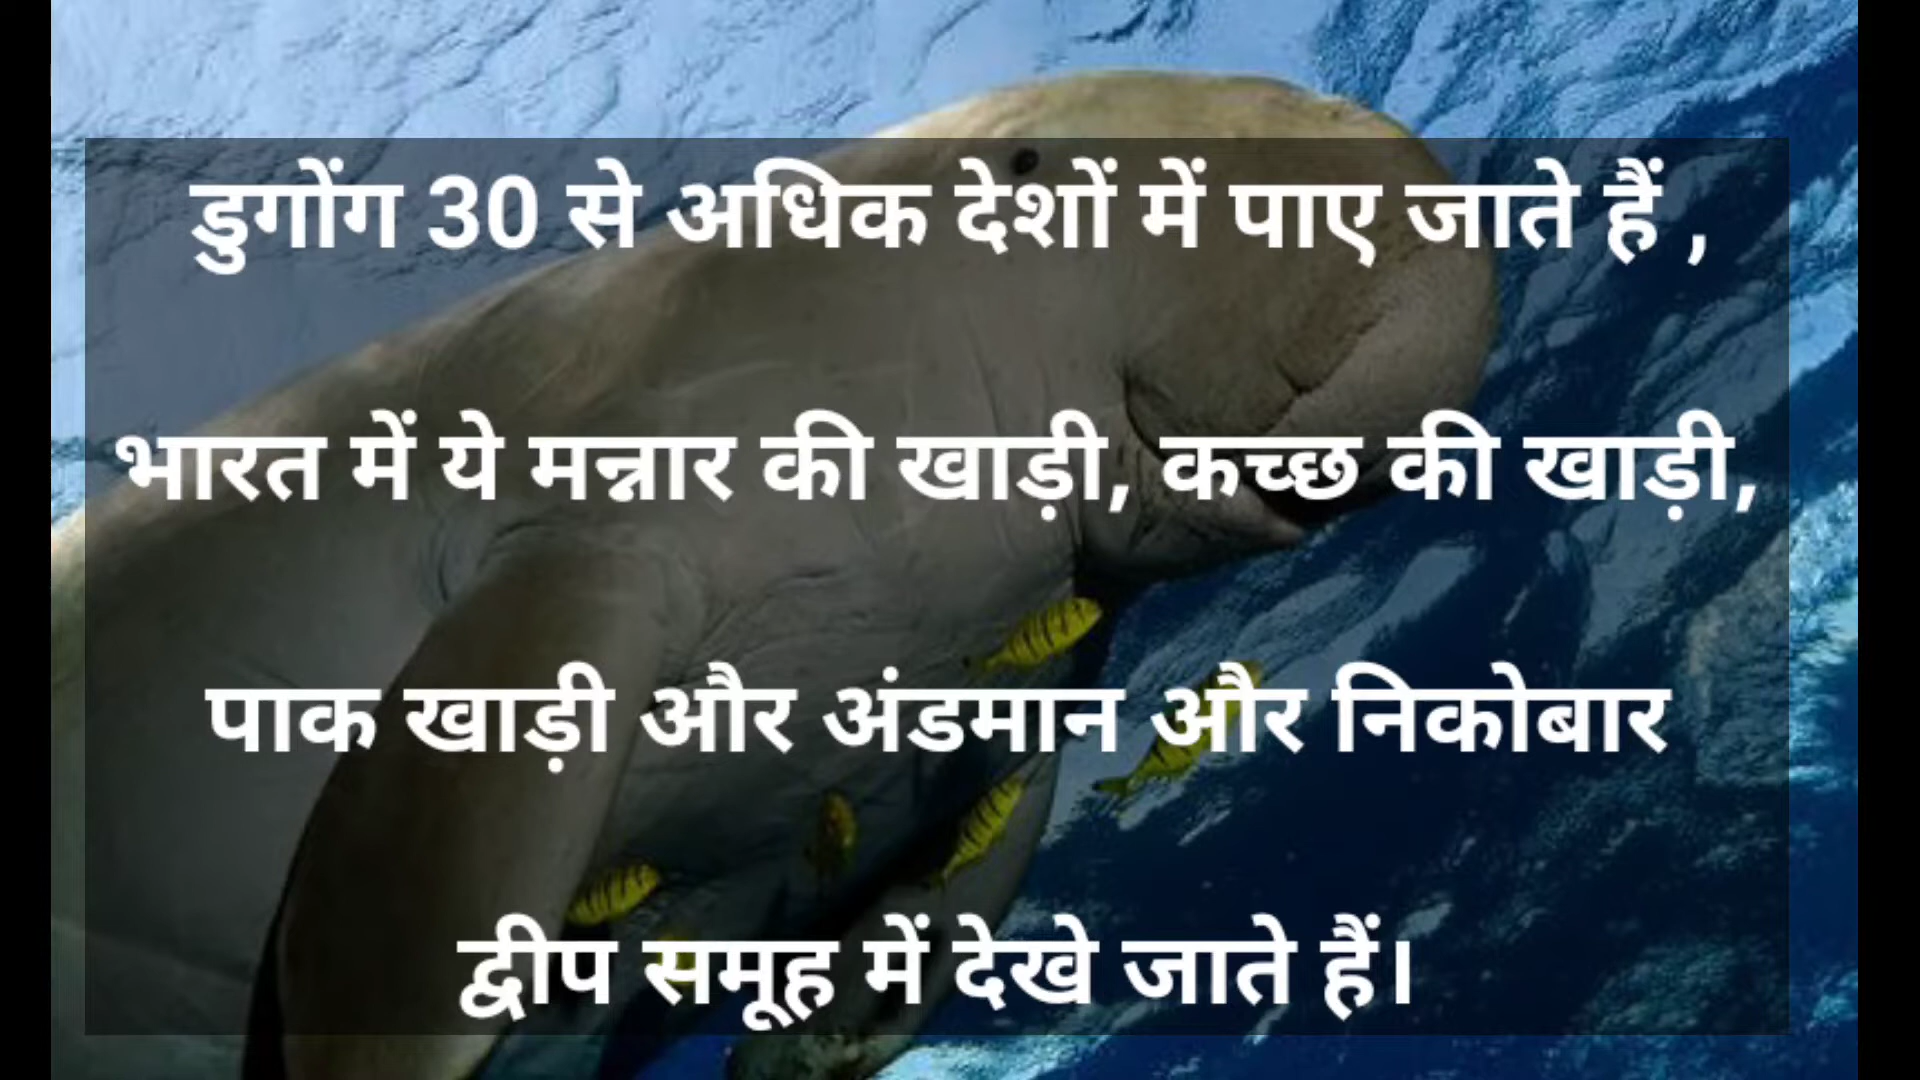 डुगोंग 30 से अधिक देशों में पाए जाते हैं ,
भारत में ये मन्नार की खाड़ी, कच्छ की खाड़ी,
पाक खाड़ी और अंडमान और निकोबार
द्वीप समूह में देखे जाते हैं।